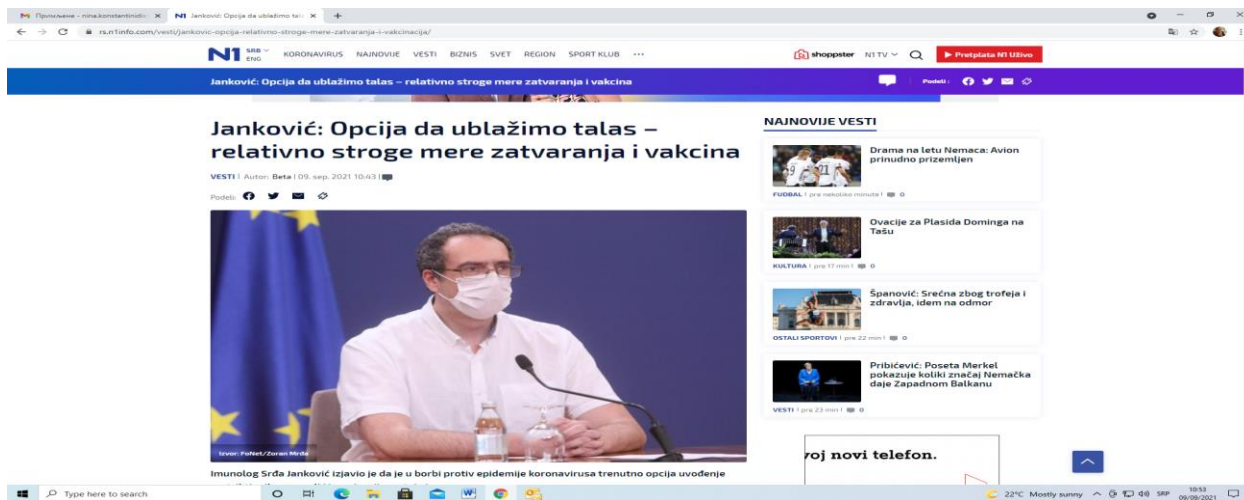 Примљене - nina.konstantinidis
Janković: Opcija da ublažimo tala
rs.n1info.com/vesti/jankovic-opcija-relativno-stroge-mere-zatvaranja-i-vakcinacija/
N1 SRB ENG KORONAVIRUS NAJNOVIJE VESTI BIZNIS SVET REGION SPORT KLUB ... shoppster N1 TV Pretplata N1 Uživo
Janković: Opcija da ublažimo talas – relativno stroge mere zatvaranja i vakcina Podeli:
Janković: Opcija da ublažimo talas –
relativno stroge mere zatvaranja i vakcina
VESTI | Autor: Beta | 09. sep. 2021 10:43 |
Podeli:
Izvor: FoNet/Zoran Mrđa
Imunolog Srđa Janković izjavio je da je u borbi protiv epidemije koronavirusa trenutno opcija uvođenje
NAJNOVIJE VESTI
Drama na letu Nemaca: Avion
prinudno prizemljen
FUDBAL | pre nekoliko minuta | 0
Ovacije za Plasida Dominga na
Tašu
KULTURA | pre 17 min | 0
Španović: Srećna zbog trofeja i
zdravlja, idem na odmor
OSTALI SPORTOVI | pre 22 min | 0
Pribićević: Poseta Merkel
pokazuje koliki značaj Nemačka
daje Zapadnom Balkanu
VESTI | pre 23 min | 0
voj novi telefon.
Type here to search
22°C Mostly sunny SRP
10:53
09/09/2021